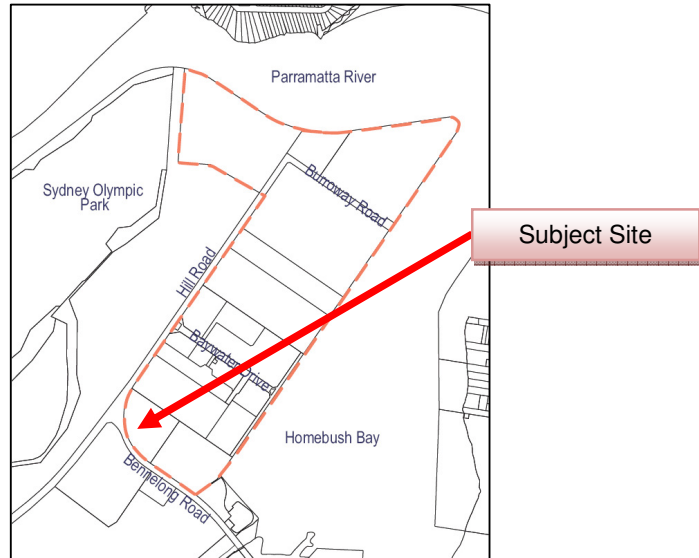 Parramatta River
Sydney Olympic
Park
Burroway Road
Subject Site
Hill Road
Baywater Drive
Homebush Bay
Bennelong Road